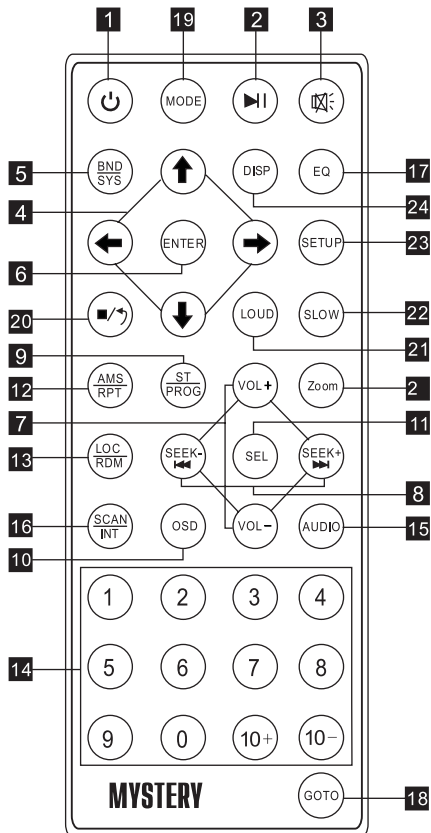 1 19 2 3
MODE
5 BND SYS DISP EQ 17
4 24
ENTER SETUP 23
6
20 LOUD SLOW 22
9 21
12 AMS RPT ST PROG VOL+ Zoom 2
7 11
13 LOC RDM SEEK- SEL SEEK+
8
16 SCAN INT OSD VOL- AUDIO 15
10
1 2 3 4
14 5 6 7 8
9 0 10+ 10-
MYSTERY GOTO 18